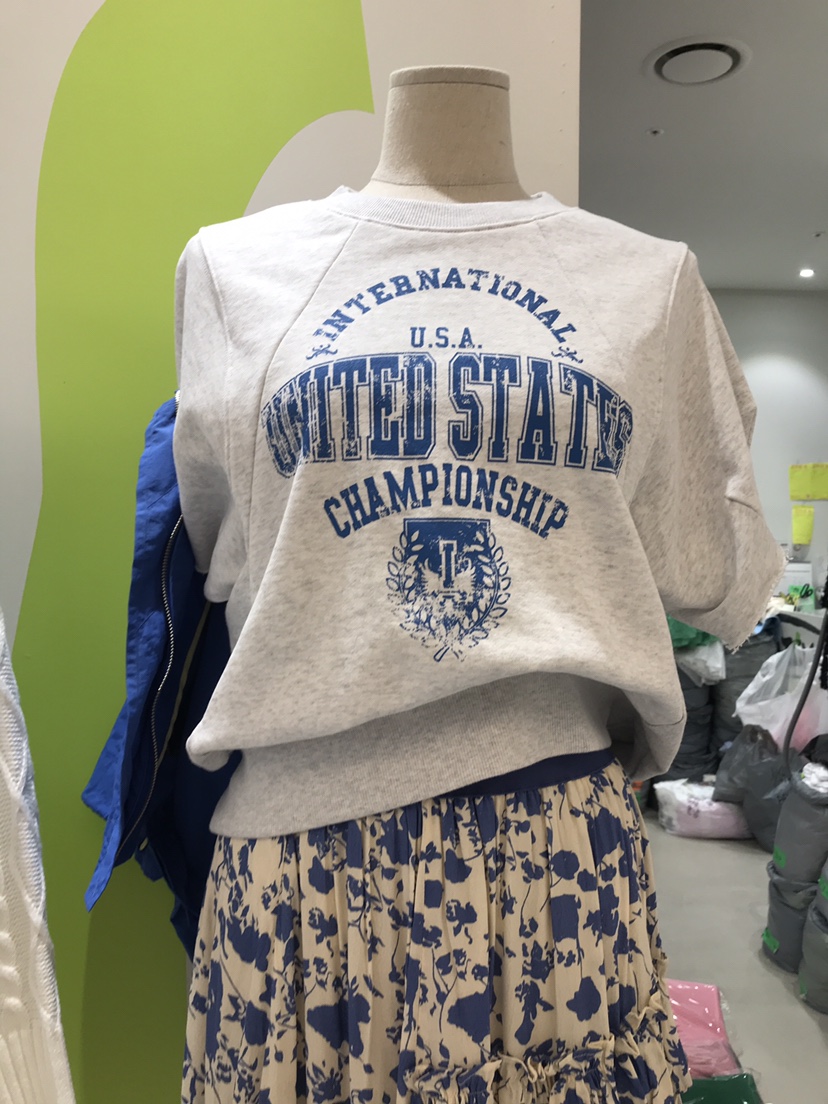 INTERNATIONAL
U.S.A.
UNITED STATES
CHAMPIONSHIP
I